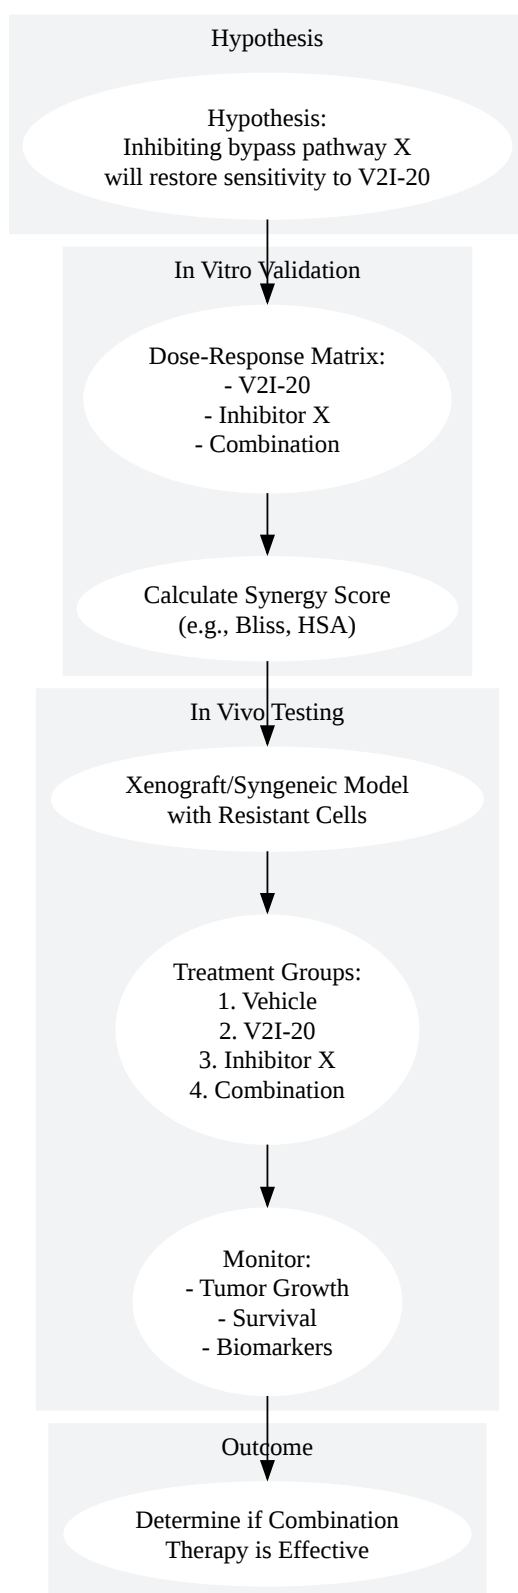 Hypothesis
Hypothesis:
Inhibiting bypass pathway X
will restore sensitivity to V2I-20
In Vitro Validation
Dose-Response Matrix:
- V2I-20
- Inhibitor X
- Combination
Calculate Synergy Score
(e.g., Bliss, HSA)
In Vivo Testing
Xenograft/Syngeneic Model
with Resistant Cells
Treatment Groups:
1. Vehicle
2. V2I-20
3. Inhibitor X
4. Combination
Monitor:
- Tumor Growth
- Survival
- Biomarkers
Outcome
Determine if Combination
Therapy is Effective